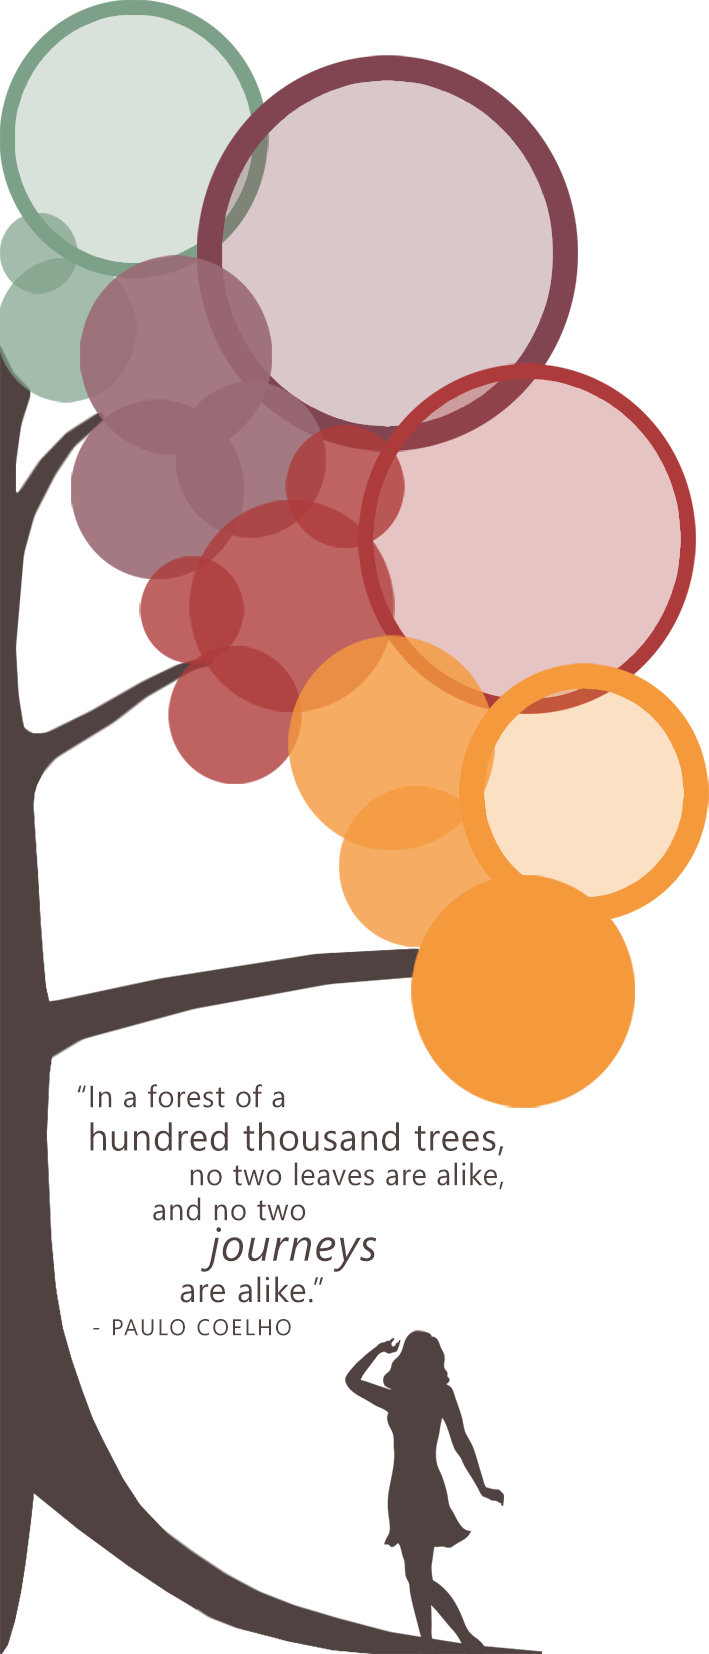 “In a forest of a
hundred thousand trees,
no two leaves are alike,
and no two
journeys
are alike.”
- PAULO COELHO